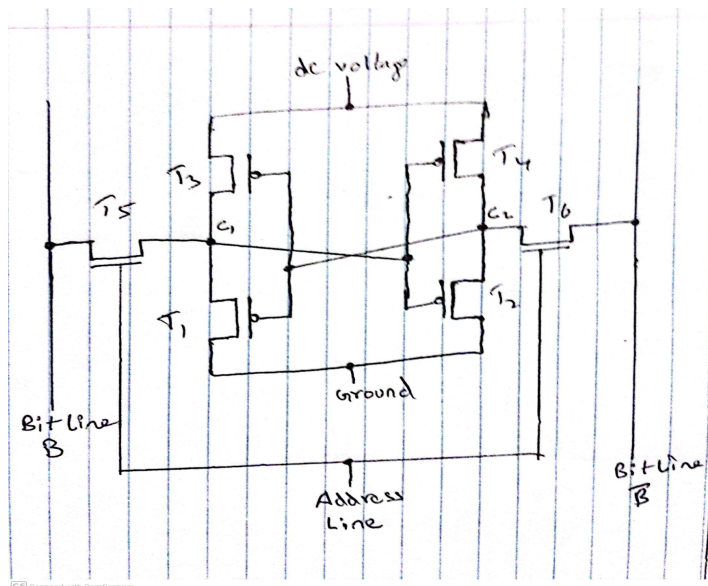 dc voltage
T3
T4
T5
C1
C2
T6
T1
T2
Ground
Bit Line
B
Bit Line
B̅
Address
Line